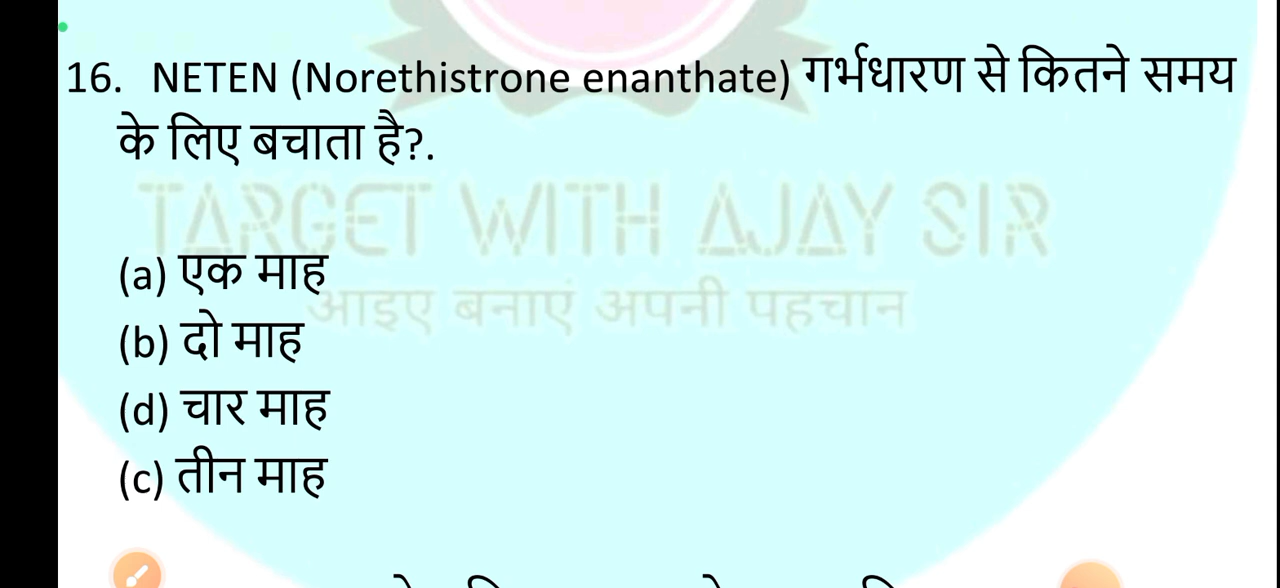 16. NETEN (Norethistrone enanthate) गर्भधारण से कितने समय
के लिए बचाता है?.
TARGET WITH AJAY SIR
(a) एक माह
आइए बनाएं अपनी पहचान
(b) दो माह
(d) चार माह
(c) तीन माह